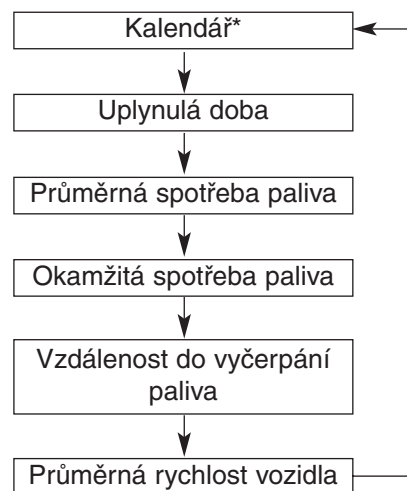 Kalendář*
Uplynulá doba
Průměrná spotřeba paliva
Okamžitá spotřeba paliva
Vzdálenost do vyčerpání
paliva
Průměrná rychlost vozidla